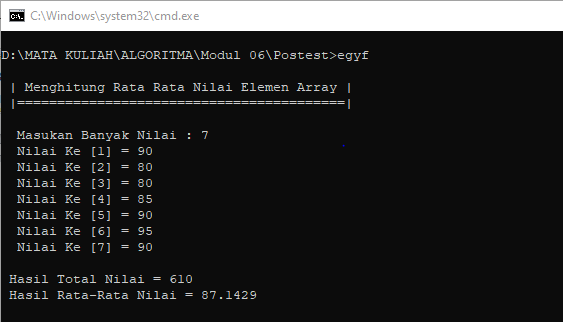 C:\Windows\system32\cmd.exe
D:\MATA KULIAH\ALGORITMA\Modul 06\Postest>egyf
| Menghitung Rata Rata Nilai Elemen Array |
|=========================================|
Masukan Banyak Nilai : 7
Nilai Ke [1] = 90
Nilai Ke [2] = 80
Nilai Ke [3] = 80
Nilai Ke [4] = 85
Nilai Ke [5] = 90
Nilai Ke [6] = 95
Nilai Ke [7] = 90
Hasil Total Nilai = 610
Hasil Rata-Rata Nilai = 87.1429